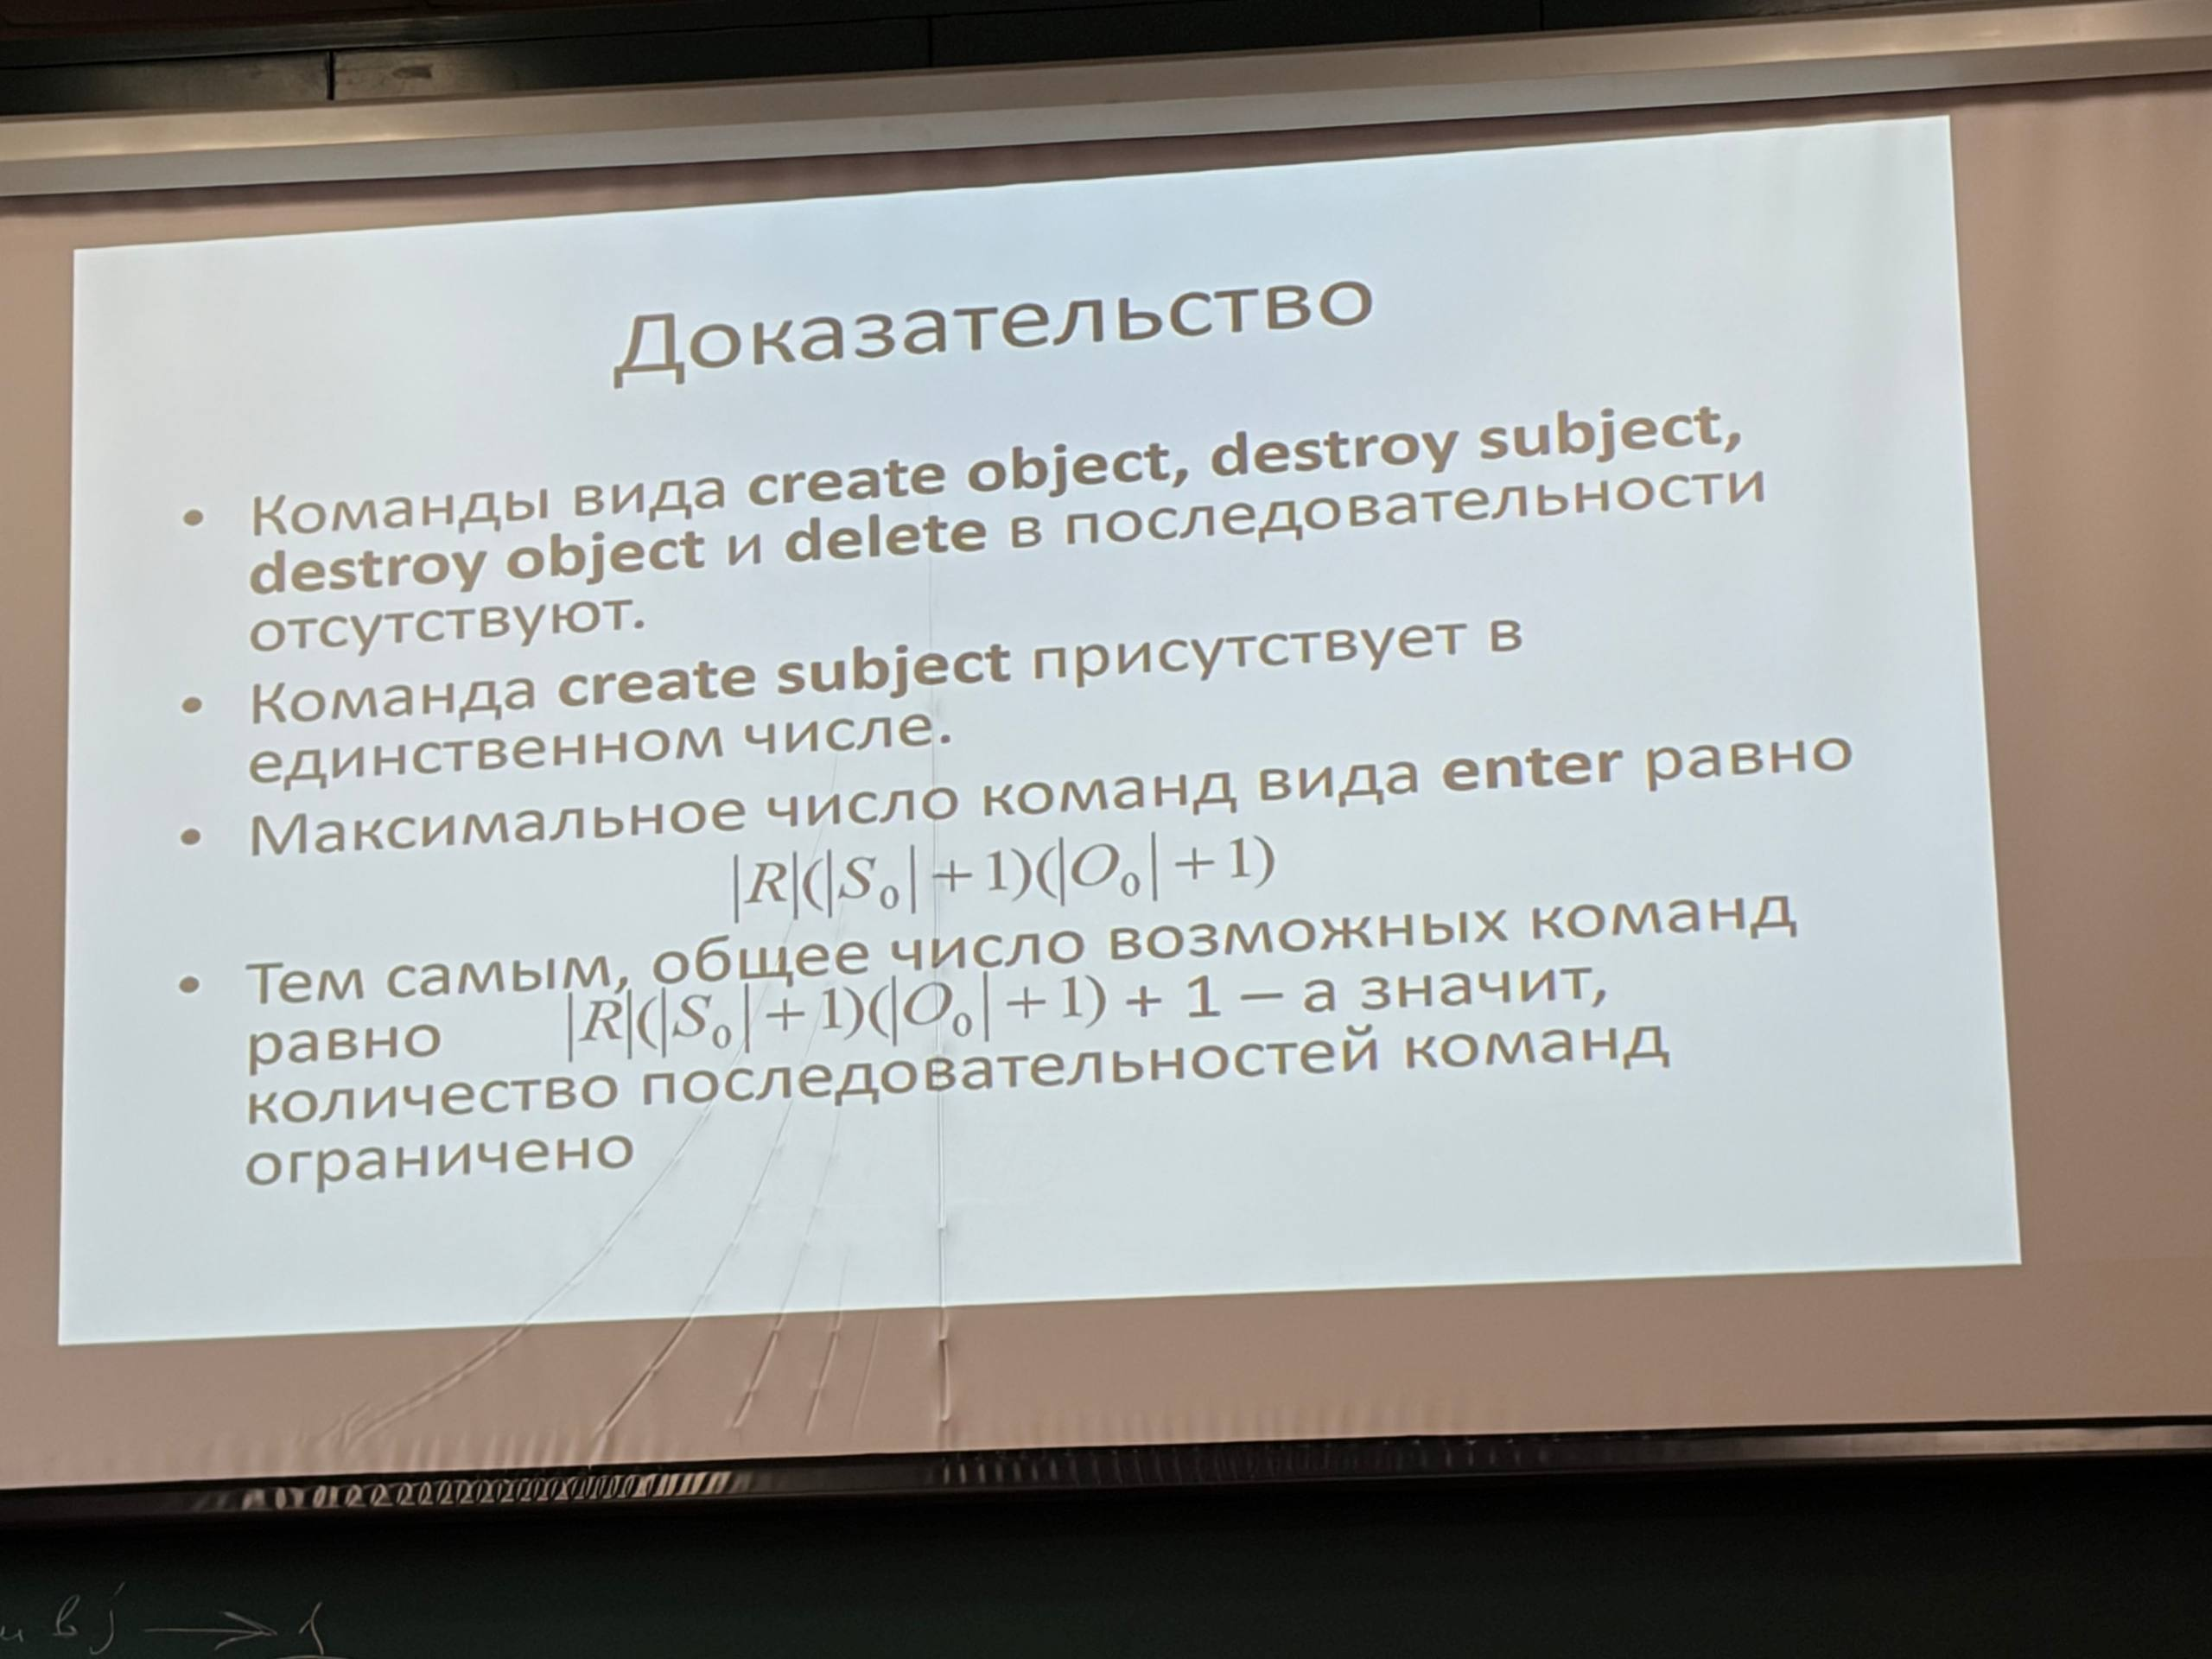 Доказательство
• Команды вида create object, destroy subject,
destroy object и delete в последовательности
отсутствуют.
• Команда create subject присутствует в
единственном числе.
• Максимальное число команд вида enter равно
|R|(|S₀|+1)(|O₀|+1)
• Тем самым, общее число возможных команд
равно |R|(|S₀|+1)(|O₀|+1) + 1 – а значит,
количество последовательностей команд
ограничено
в j → 1